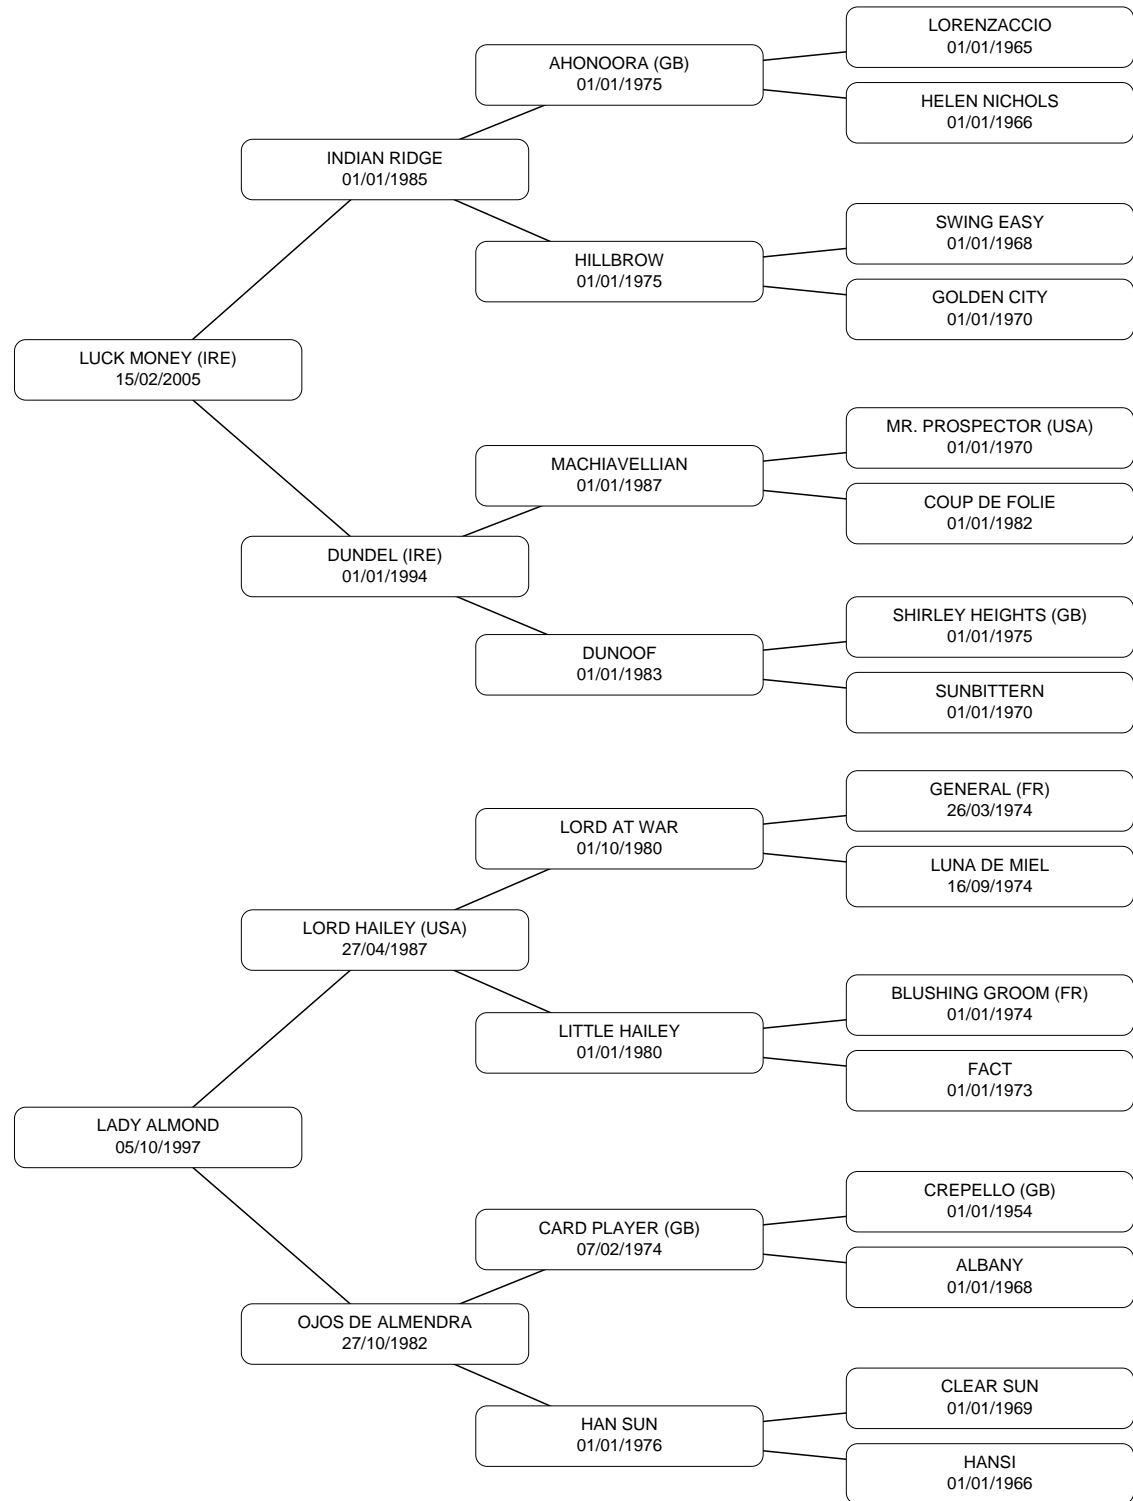 LORENZACCIO
01/01/1965
AHONOORA (GB)
01/01/1975
HELEN NICHOLS
01/01/1966
INDIAN RIDGE
01/01/1985
SWING EASY
01/01/1968
HILLBROW
01/01/1975
GOLDEN CITY
01/01/1970
LUCK MONEY (IRE)
15/02/2005
MR. PROSPECTOR (USA)
01/01/1970
MACHIAVELLIAN
01/01/1987
COUP DE FOLIE
01/01/1982
DUNDEL (IRE)
01/01/1994
SHIRLEY HEIGHTS (GB)
01/01/1975
DUNOOF
01/01/1983
SUNBITTERN
01/01/1970
GENERAL (FR)
26/03/1974
LORD AT WAR
01/10/1980
LUNA DE MIEL
16/09/1974
LORD HAILEY (USA)
27/04/1987
BLUSHING GROOM (FR)
01/01/1974
LITTLE HAILEY
01/01/1980
FACT
01/01/1973
LADY ALMOND
05/10/1997
CREPELLO (GB)
01/01/1954
CARD PLAYER (GB)
07/02/1974
ALBANY
01/01/1968
OJOS DE ALMENDRA
27/10/1982
CLEAR SUN
01/01/1969
HAN SUN
01/01/1976
HANSI
01/01/1966